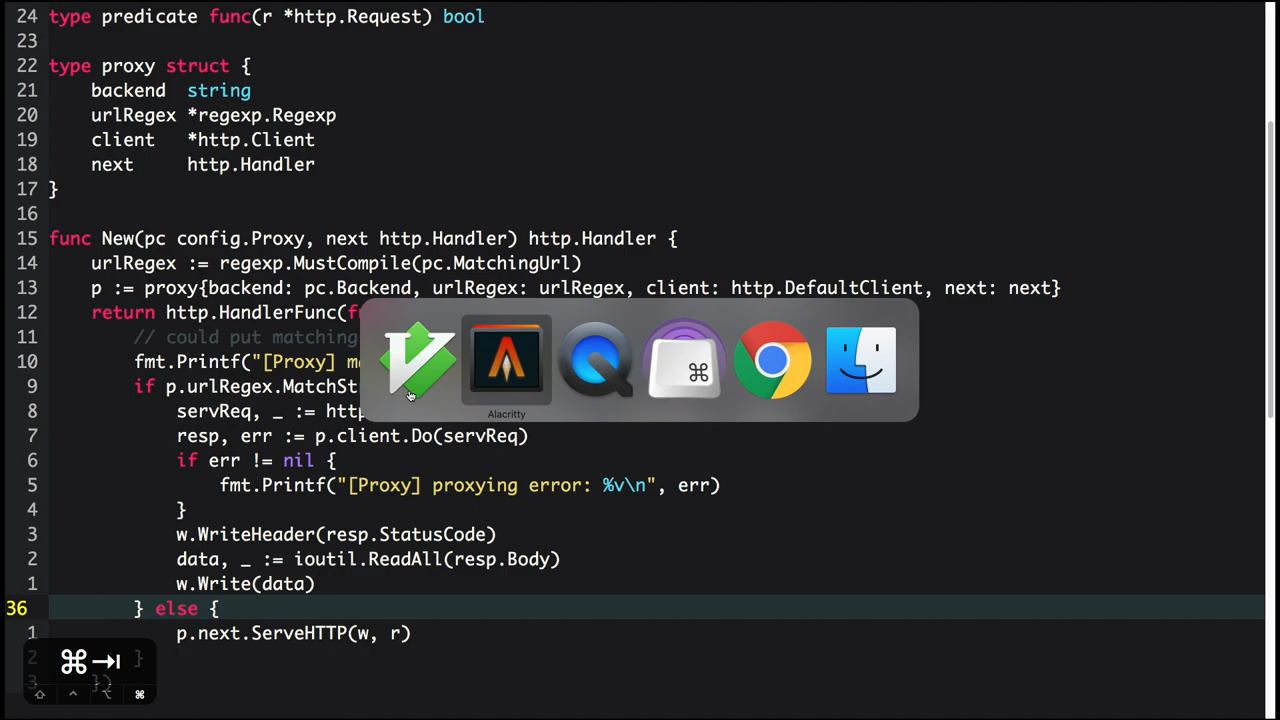 24 type predicate func(r *http.Request) bool
23
22 type proxy struct {
21     backend  string
20     urlRegex *regexp.Regexp
19     client   *http.Client
18     next     http.Handler
17 }
16
15 func New(pc config.Proxy, next http.Handler) http.Handler {
14     urlRegex := regexp.MustCompile(pc.MatchingUrl)
13     p := proxy{backend: pc.Backend, urlRegex: urlRegex, client: http.DefaultClient, next: next}
12     return http.HandlerFunc(
11         // could put matching
10         fmt.Printf("[Proxy]
9         if p.urlRegex.
8             servReq, _ :=
7             resp, err := p.client.Do(servReq)
6             if err != nil {
5                 fmt.Printf("[Proxy] proxying error: %v\n", err)
4             }
3             w.WriteHeader(resp.StatusCode)
2             data, _ := ioutil.ReadAll(resp.Body)
1             w.Write(data)
36         } else {
1             p.next.ServeHTTP(w, r)
2         }
3     })
Alacritty
⌘⇥
⇧ ^ ⌥ ⌘